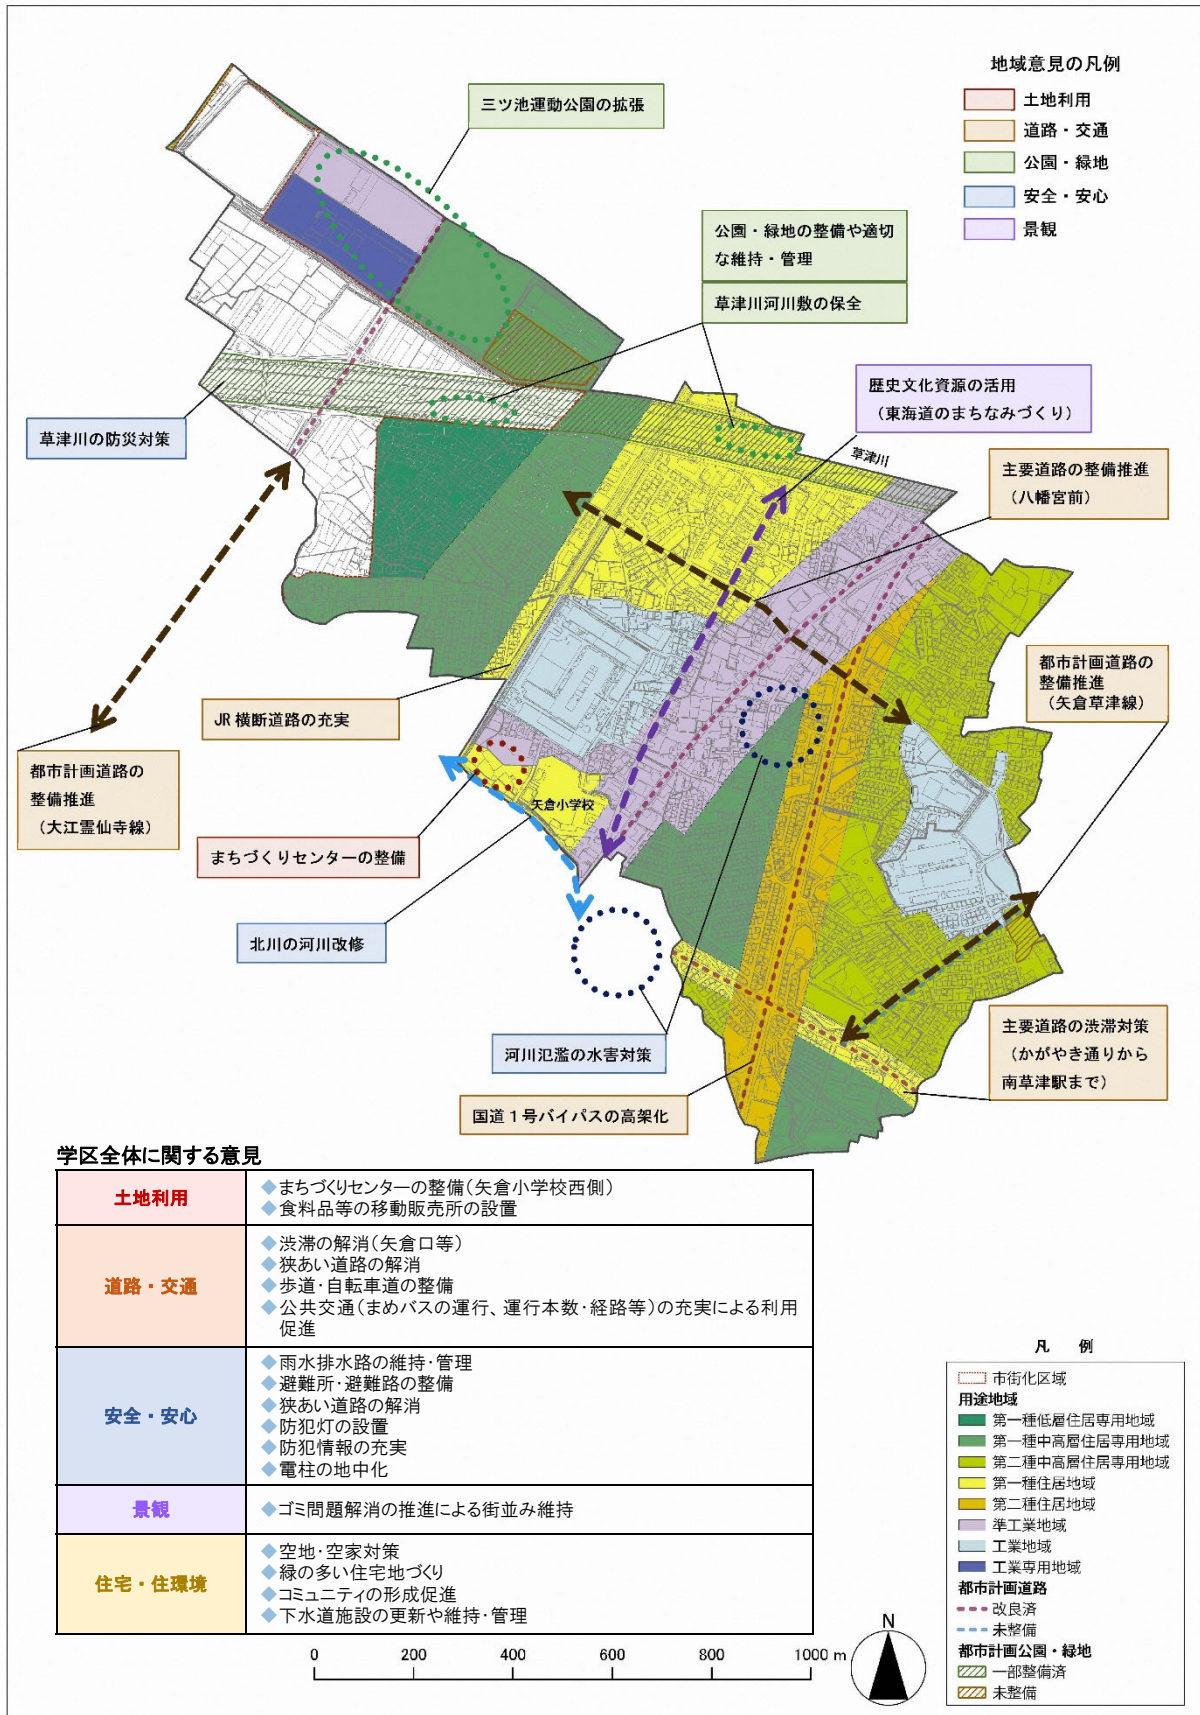 地域意見の凡例
土地利用
道路・交通
公園・緑地
安全・安心
景観
三ツ池運動公園の拡張
公園・緑地の整備や適切
な維持・管理
草津川河川敷の保全
歴史文化資源の活用
（東海道のまちなみづくり）
草津川の防災対策
草津川
主要道路の整備推進
（八幡宮前）
都市計画道路の
整備推進
（矢倉草津線）
JR横断道路の充実
都市計画道路の
整備推進
（大江霊仙寺線）
矢倉小学校
まちづくりセンターの整備
北川の河川改修
河川氾濫の水害対策
主要道路の渋滞対策
（かがやき通りから
南草津駅まで）
国道１号バイパスの高架化
学区全体に関する意見
土地利用
◆まちづくりセンターの整備（矢倉小学校西側）
◆食料品等の移動販売所の設置
道路・交通
◆渋滞の解消（矢倉口等）
◆狭あい道路の解消
◆歩道・自転車道の整備
◆公共交通（まめバスの運行、運行本数・経路等）の充実による利用
促進
安全・安心
◆雨水排水路の維持・管理
◆避難所・避難路の整備
◆狭あい道路の解消
◆防犯灯の設置
◆防犯情報の充実
◆電柱の地中化
景観
◆ゴミ問題解消の推進による街並み維持
住宅・住環境
◆空地・空家対策
◆緑の多い住宅地づくり
◆コミュニティの形成促進
◆下水道施設の更新や維持・管理
凡 例
市街化区域
用途地域
第一種低層住居専用地域
第一種中高層住居専用地域
第二種中高層住居専用地域
第一種住居地域
第二種住居地域
準工業地域
工業地域
工業専用地域
都市計画道路
改良済
未整備
都市計画公園・緑地
一部整備済
未整備
N
0 200 400 600 800 1000 m